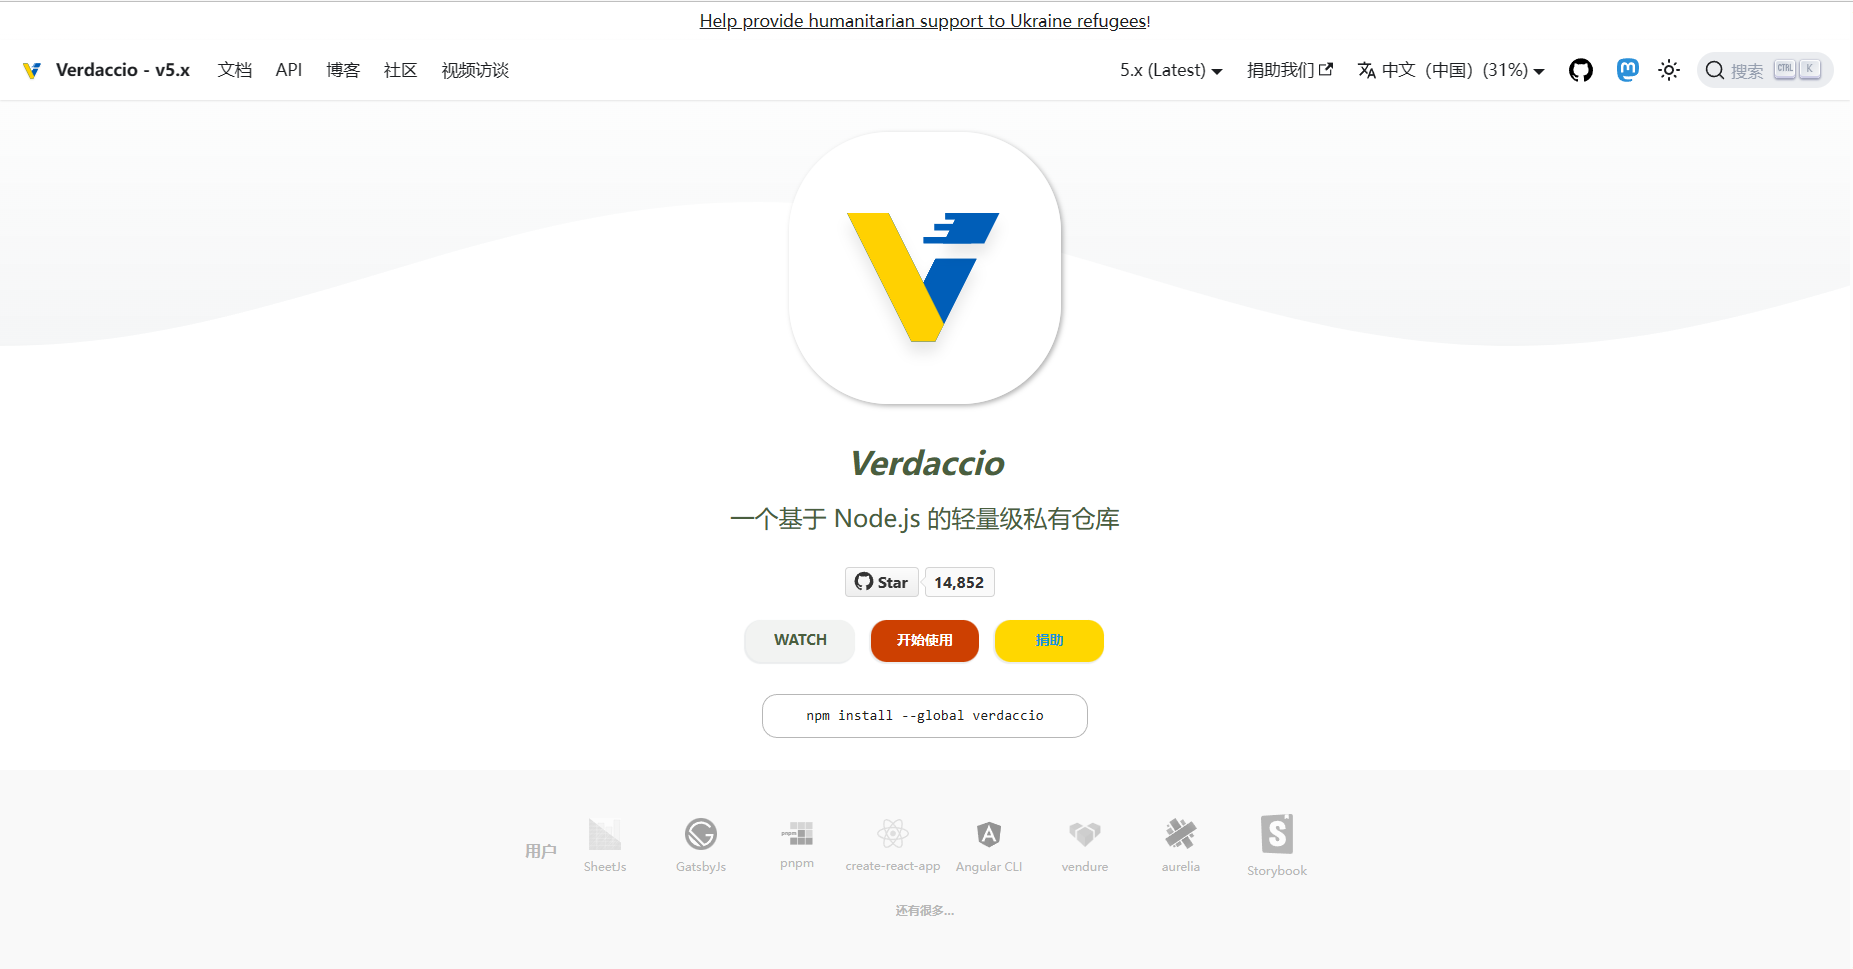 Help provide humanitarian support to Ukraine refugees!
Verdaccio - v5.x 文档 API 博客 社区 视频访谈 5.x (Latest) 捐助我们 中文（中国）(31%) 搜索 CTRL K
Verdaccio
一个基于 Node.js 的轻量级私有仓库
Star 14,852
WATCH 开始使用 捐助
npm install --global verdaccio
用户
pnpm
SheetJs GatsbyJs pnpm create-react-app Angular CLI vendure aurelia Storybook
还有很多...